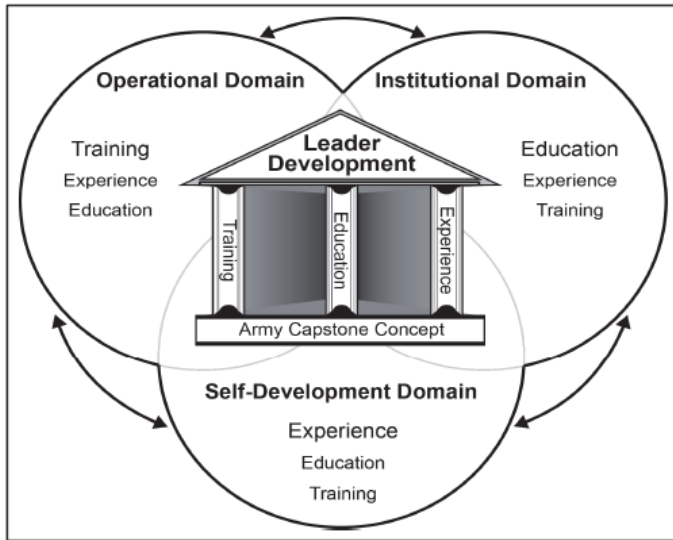 Operational Domain
Training
Experience
Education
Institutional Domain
Education
Experience
Training
Leader
Development
Training
Education
Experience
Army Capstone Concept
Self-Development Domain
Experience
Education
Training